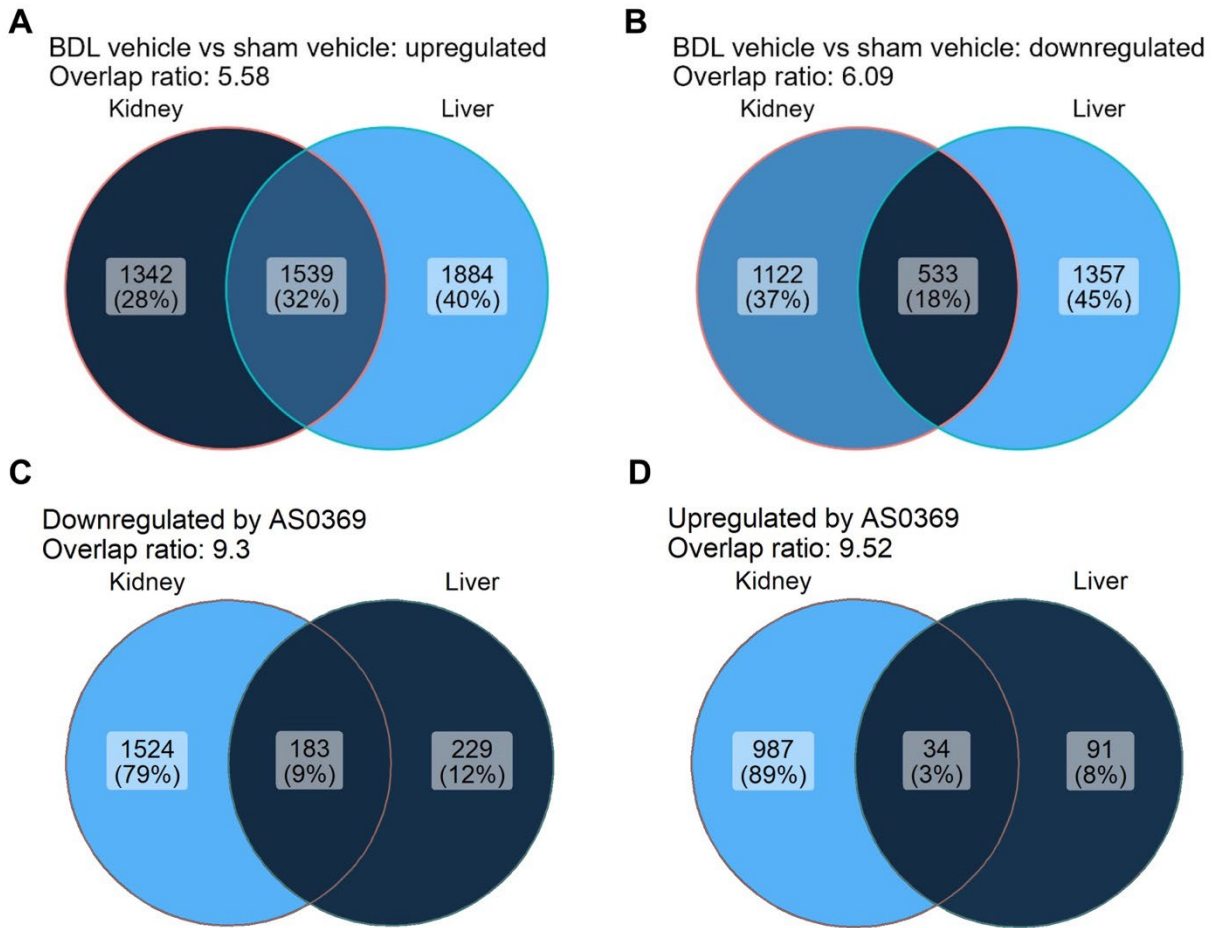 A
BDL vehicle vs sham vehicle: upregulated
Overlap ratio: 5.58
Kidney
Liver
1342
(28%)
1539
(32%)
1884
(40%)
B
BDL vehicle vs sham vehicle: downregulated
Overlap ratio: 6.09
Kidney
Liver
1122
(37%)
533
(18%)
1357
(45%)
C
Downregulated by AS0369
Overlap ratio: 9.3
Kidney
Liver
1524
(79%)
183
(9%)
229
(12%)
D
Upregulated by AS0369
Overlap ratio: 9.52
Kidney
Liver
987
(89%)
34
(3%)
91
(8%)